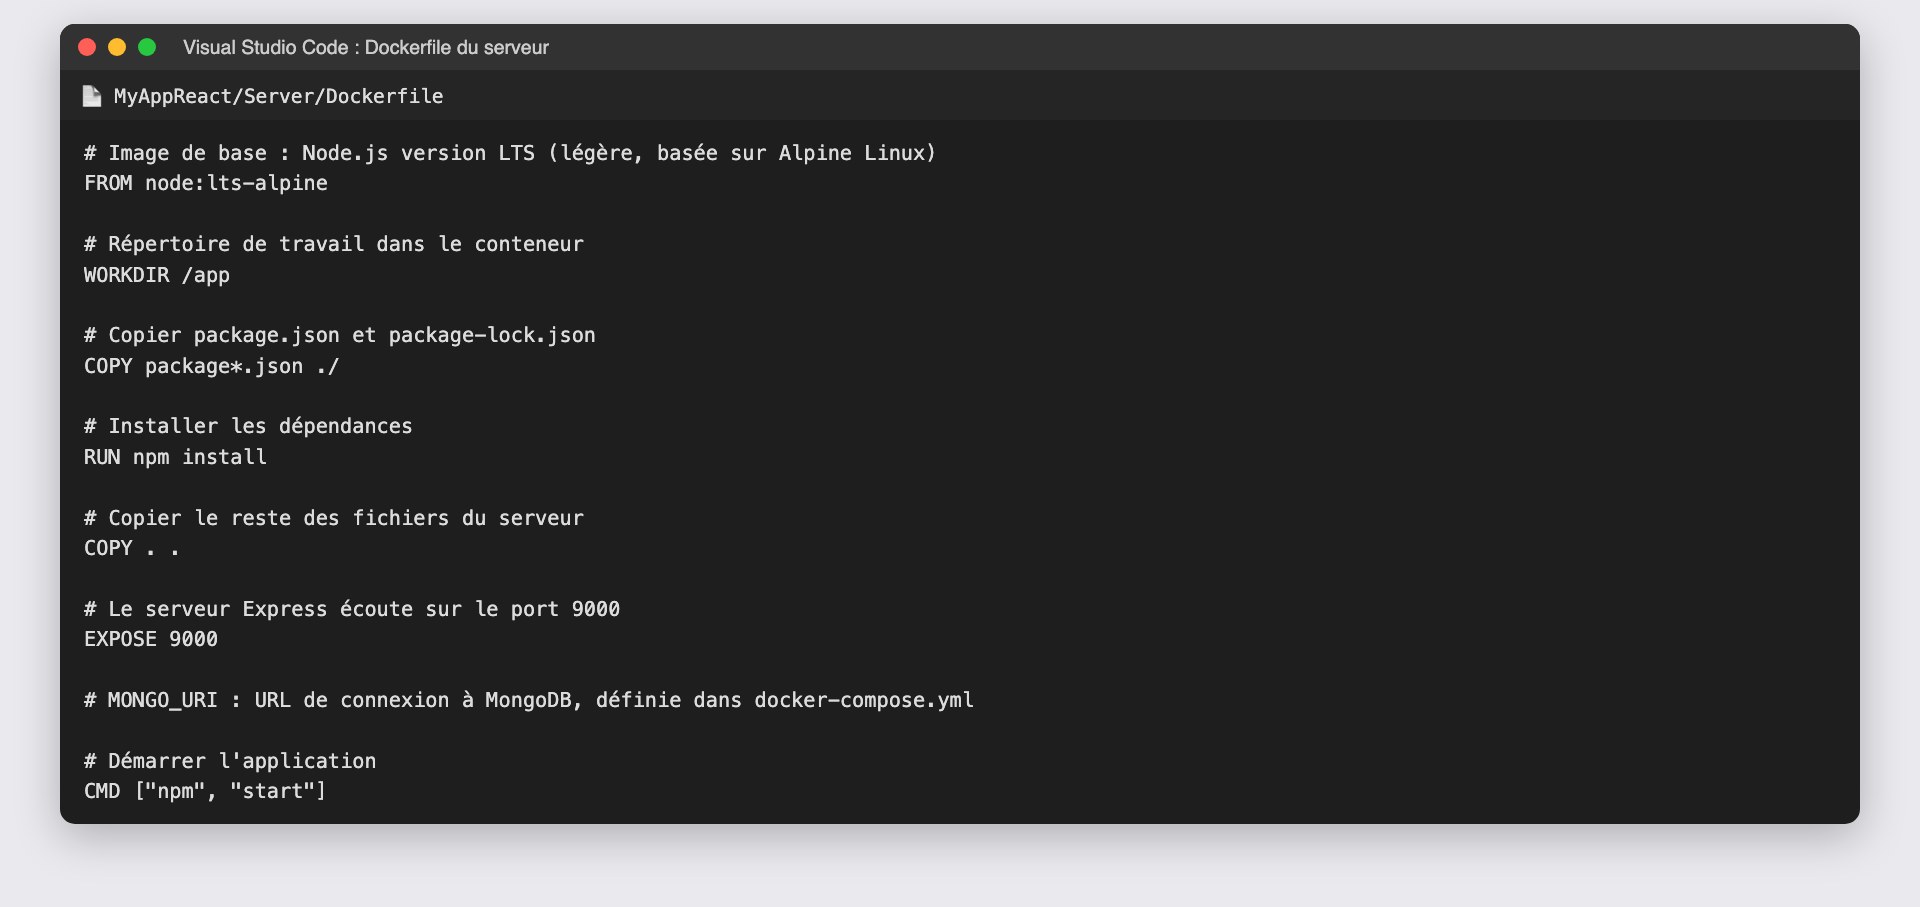 Visual Studio Code : Dockerfile du serveur
MyAppReact/Server/Dockerfile
# Image de base : Node.js version LTS (légère, basée sur Alpine Linux)
FROM node:lts-alpine
# Répertoire de travail dans le conteneur
WORKDIR /app
# Copier package.json et package-lock.json
COPY package*.json ./
# Installer les dépendances
RUN npm install
# Copier le reste des fichiers du serveur
COPY . .
# Le serveur Express écoute sur le port 9000
EXPOSE 9000
# MONGO_URI : URL de connexion à MongoDB, définie dans docker-compose.yml
# Démarrer l'application
CMD ["npm", "start"]